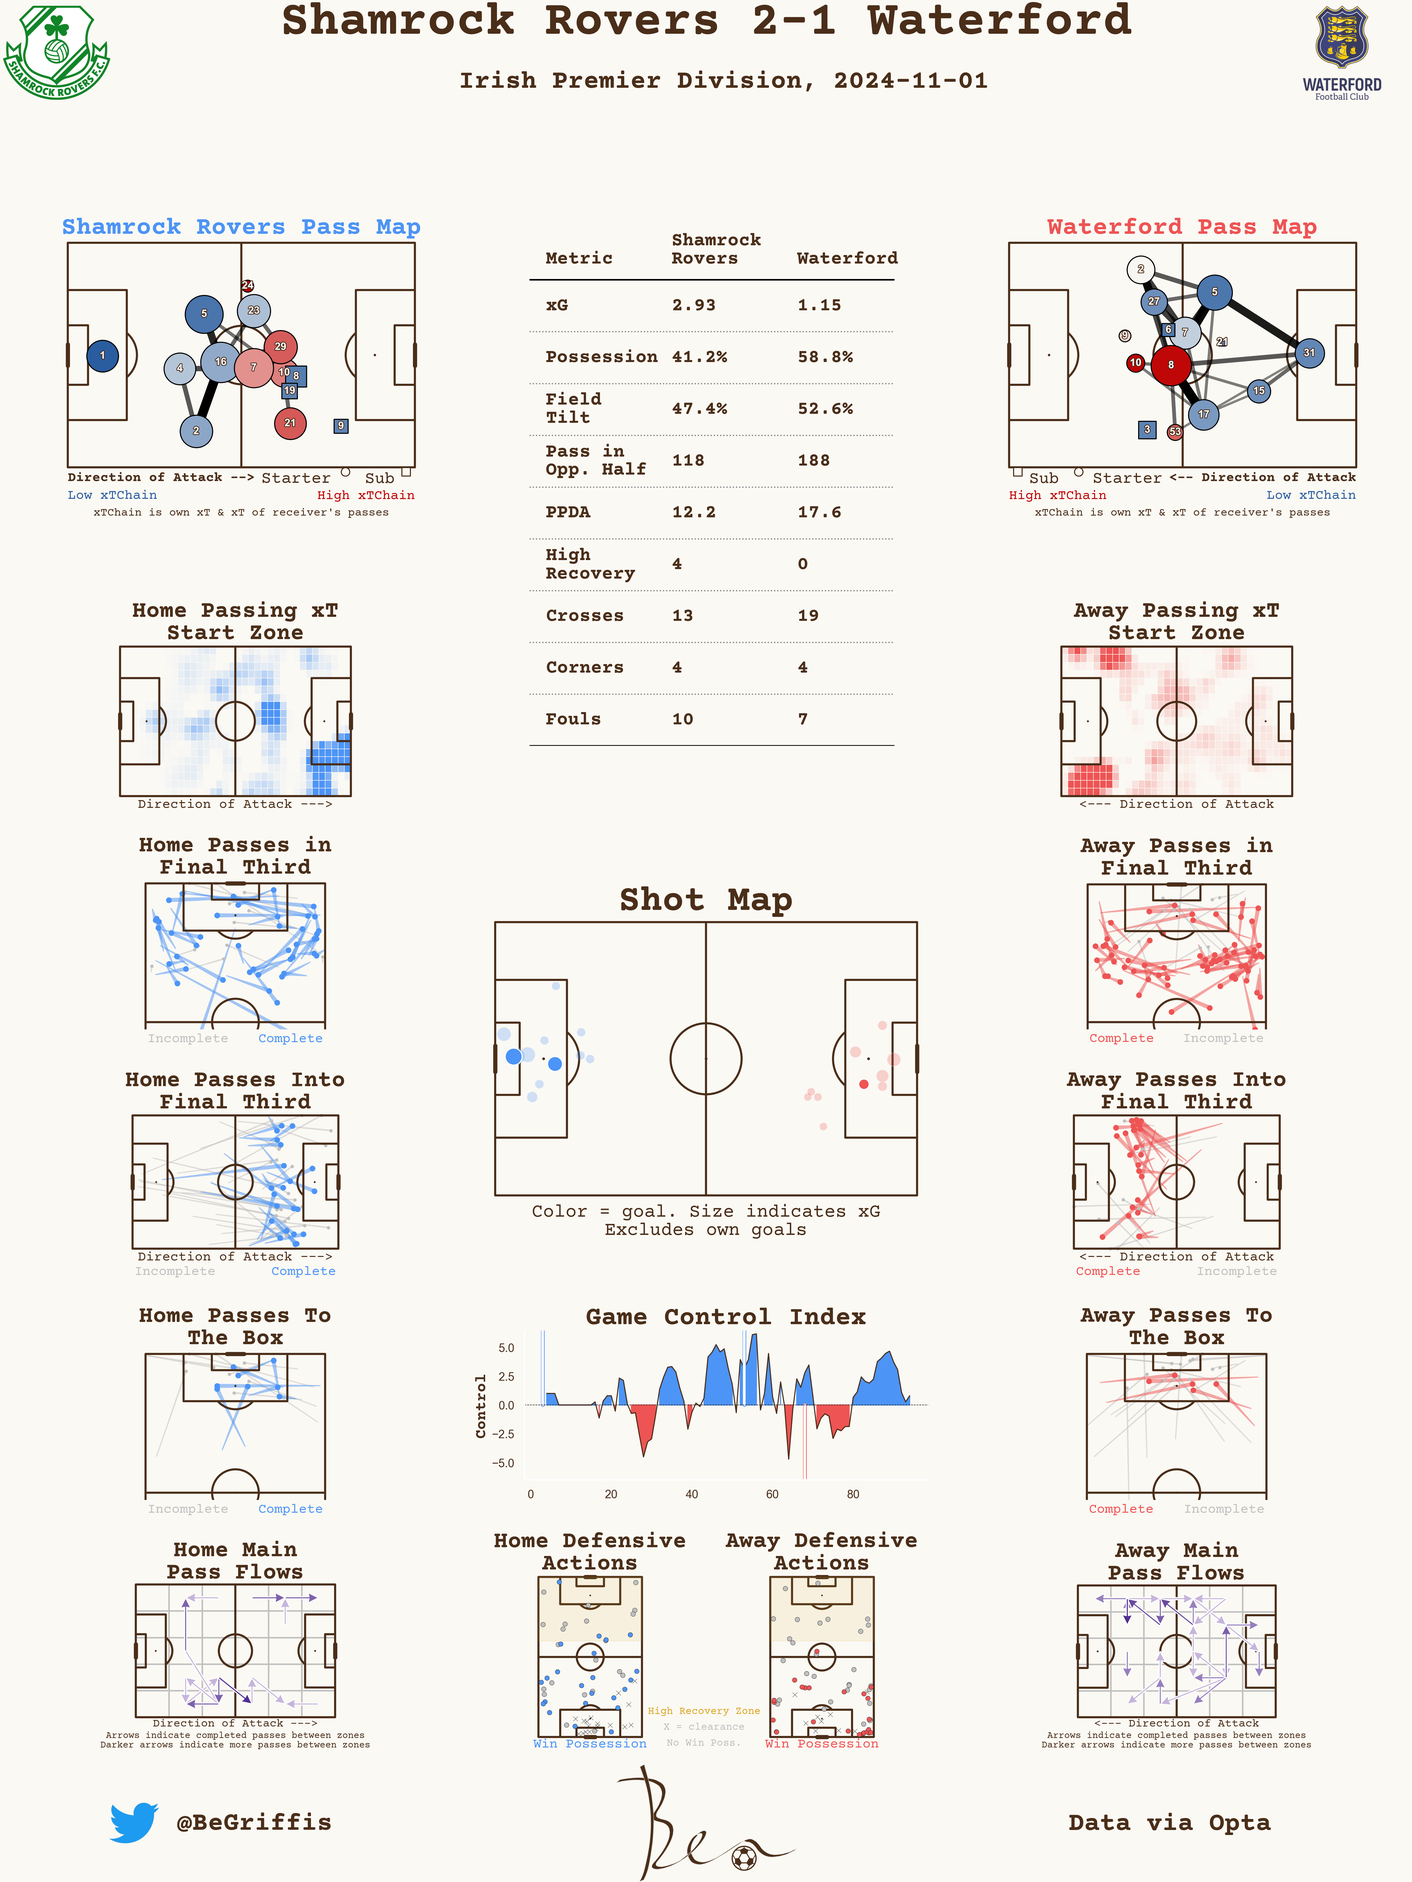 Shamrock Rovers 2-1 Waterford
Irish Premier Division, 2024-11-01
SHAMROCK ROVERS F.C.
WATERFORD
Football Club
Shamrock Rovers Pass Map
24
5
23
1
29
16
4
7
10
8
19
2
21
9
Direction of Attack --> Starter Sub
Low xTChain High xTChain
xTChain is own xT & xT of receiver's passes
Metric Shamrock Rovers Waterford
xG 2.93 1.15
Possession 41.2% 58.8%
Field Tilt 47.4% 52.6%
Pass in Opp. Half 118 188
PPDA 12.2 17.6
High Recovery 4 0
Crosses 13 19
Corners 4 4
Fouls 10 7
Waterford Pass Map
2
5
27
6
7
9
21
31
10
8
15
17
3
53
Sub Starter <-- Direction of Attack
High xTChain Low xTChain
xTChain is own xT & xT of receiver's passes
Home Passing xT
Start Zone
Direction of Attack --->
Away Passing xT
Start Zone
<--- Direction of Attack
Home Passes in
Final Third
Incomplete Complete
Away Passes in
Final Third
Complete Incomplete
Shot Map
Color = goal. Size indicates xG
Excludes own goals
Home Passes Into
Final Third
Direction of Attack --->
Incomplete Complete
Away Passes Into
Final Third
<--- Direction of Attack
Complete Incomplete
Home Passes To
The Box
Incomplete Complete
Game Control Index
Control
5.0
2.5
0.0
−2.5
−5.0
0 20 40 60 80
Away Passes To
The Box
Complete Incomplete
Home Main
Pass Flows
Direction of Attack --->
Arrows indicate completed passes between zones
Darker arrows indicate more passes between zones
Home Defensive
Actions
Win Possession
Away Defensive
Actions
Win Possession
High Recovery Zone
X = clearance
No Win Poss.
Away Main
Pass Flows
<--- Direction of Attack
Arrows indicate completed passes between zones
Darker arrows indicate more passes between zones
@BeGriffis
Ben
Data via Opta